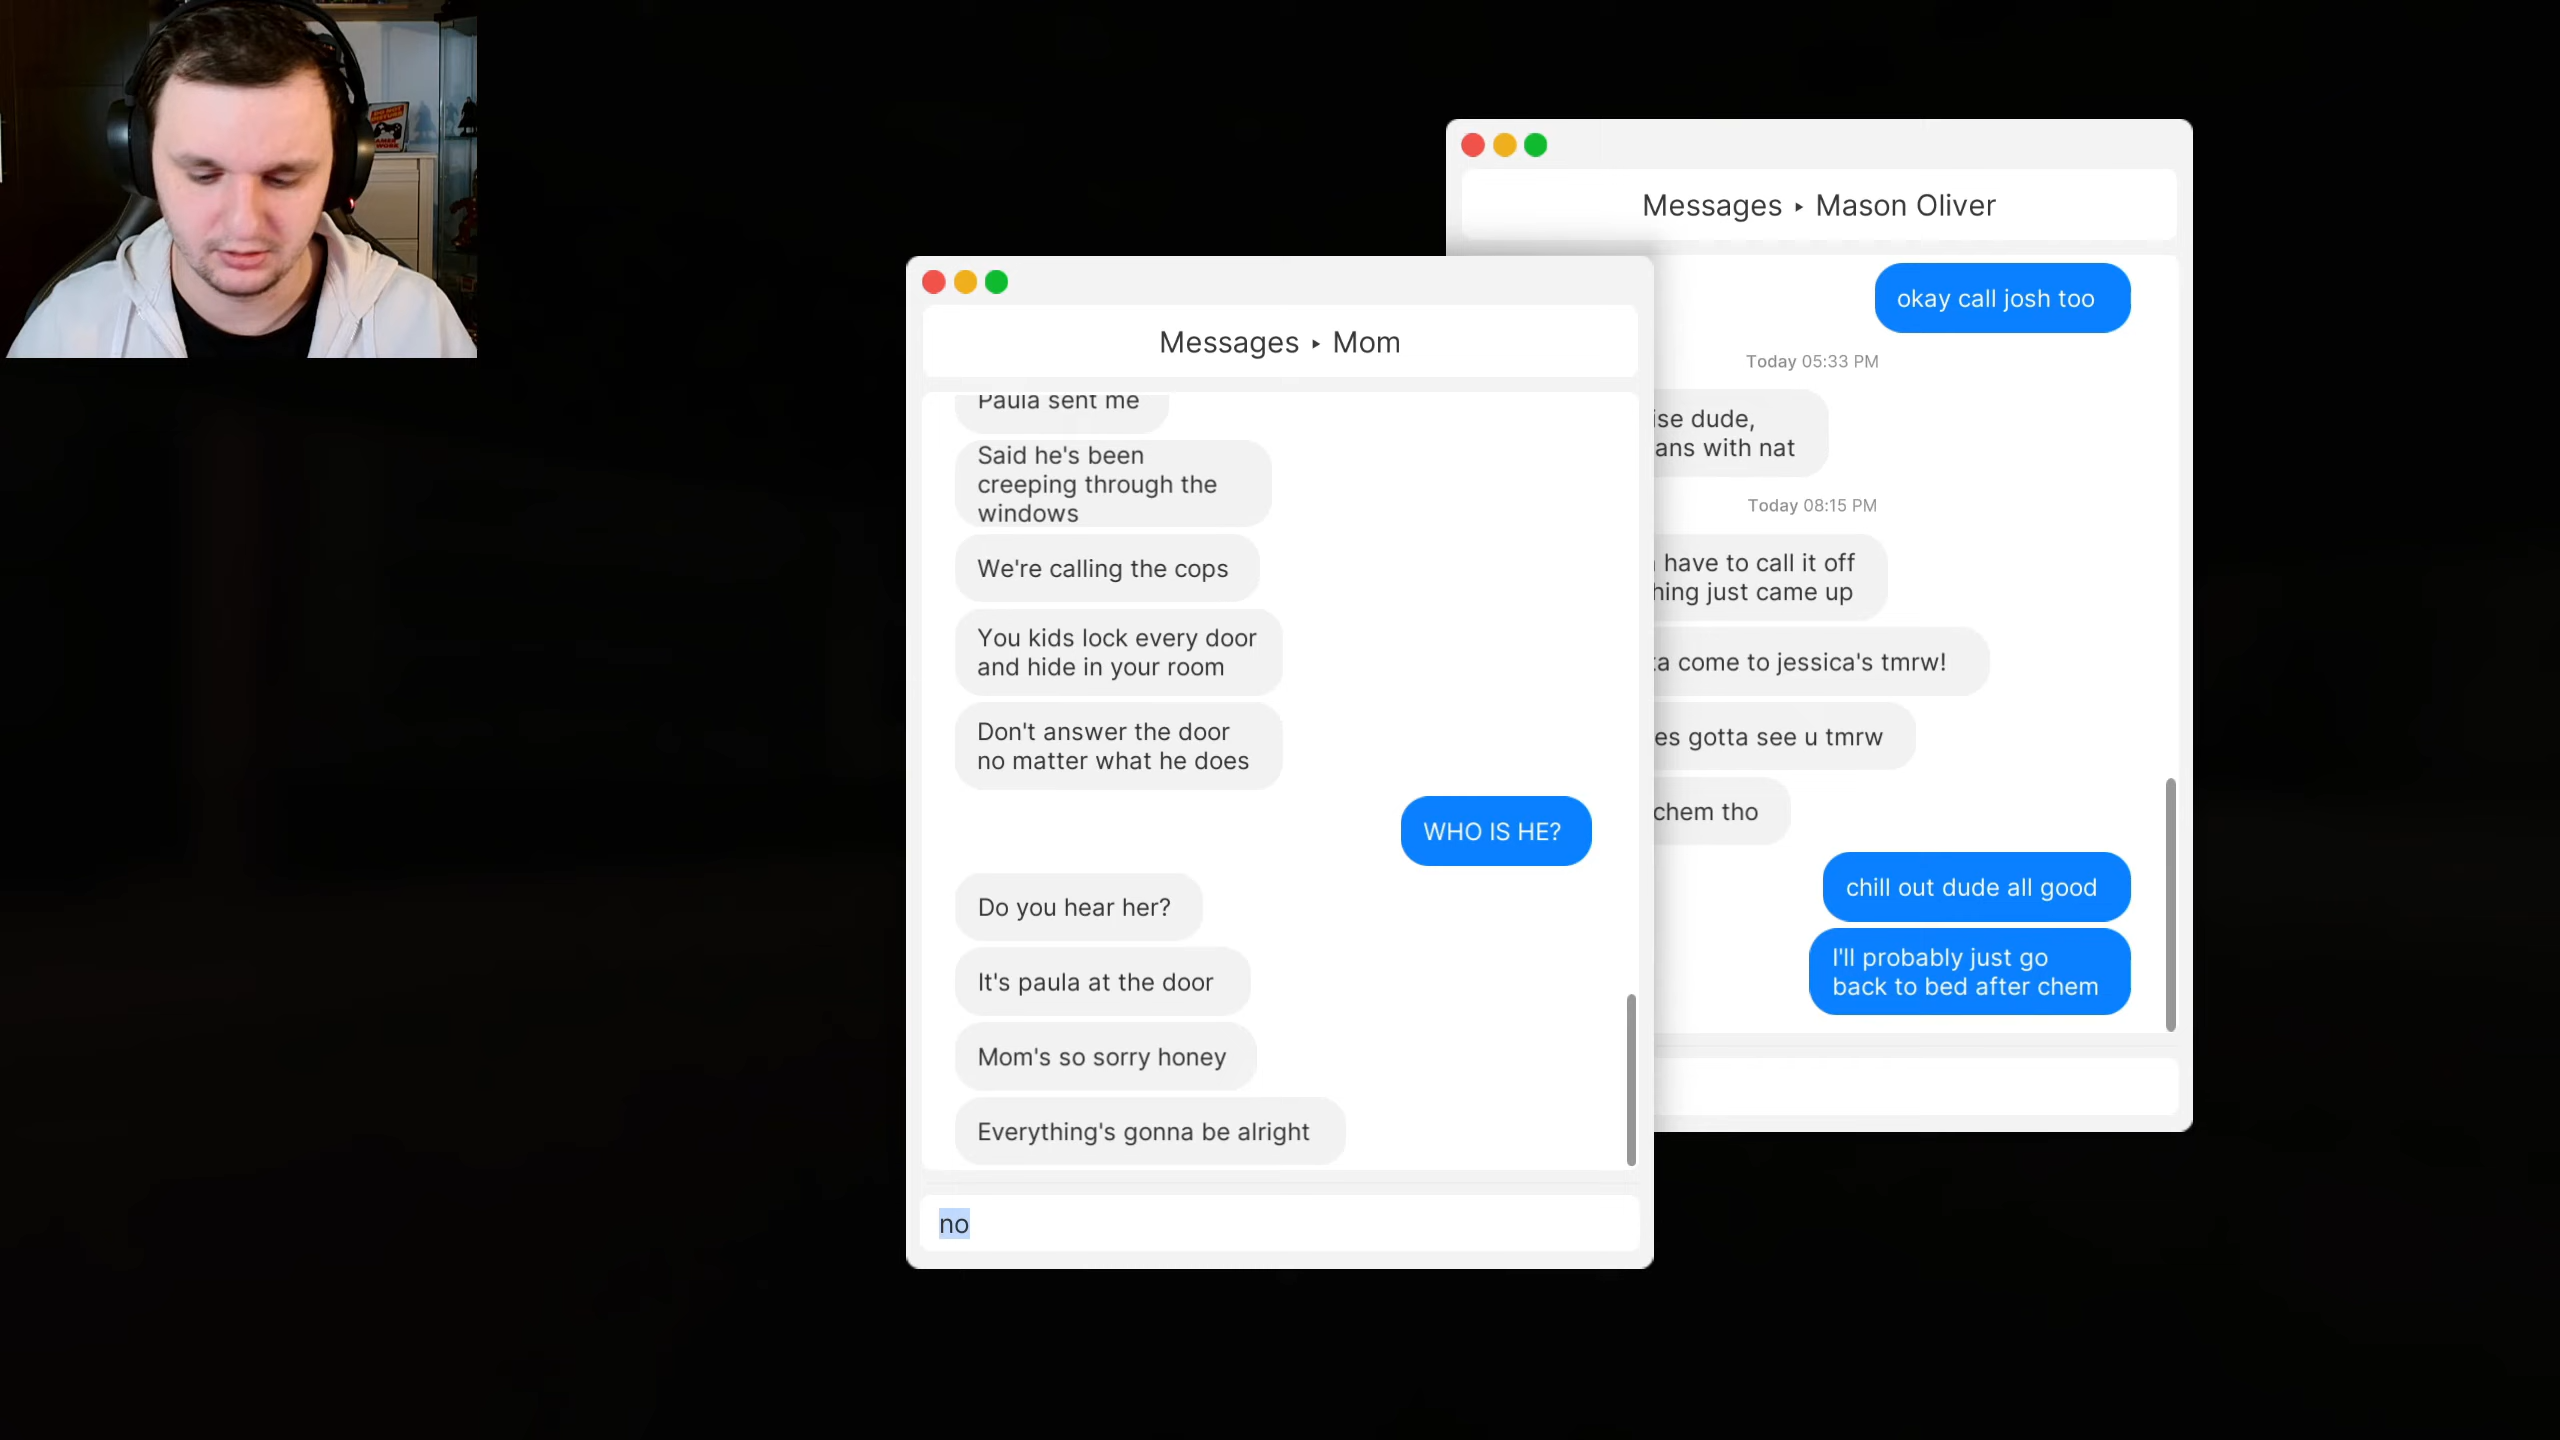 Messages ▸ Mom
Paula sent me
Said he's been
creeping through the
windows
We're calling the cops
You kids lock every door
and hide in your room
Don't answer the door
no matter what he does
WHO IS HE?
Do you hear her?
It's paula at the door
Mom's so sorry honey
Everything's gonna be alright
no
Messages ▸ Mason Oliver
okay call josh too
Today 05:33 PM
ise dude,
ans with nat
Today 08:15 PM
have to call it off
hing just came up
a come to jessica's tmrw!
es gotta see u tmrw
chem tho
chill out dude all good
I'll probably just go
back to bed after chem